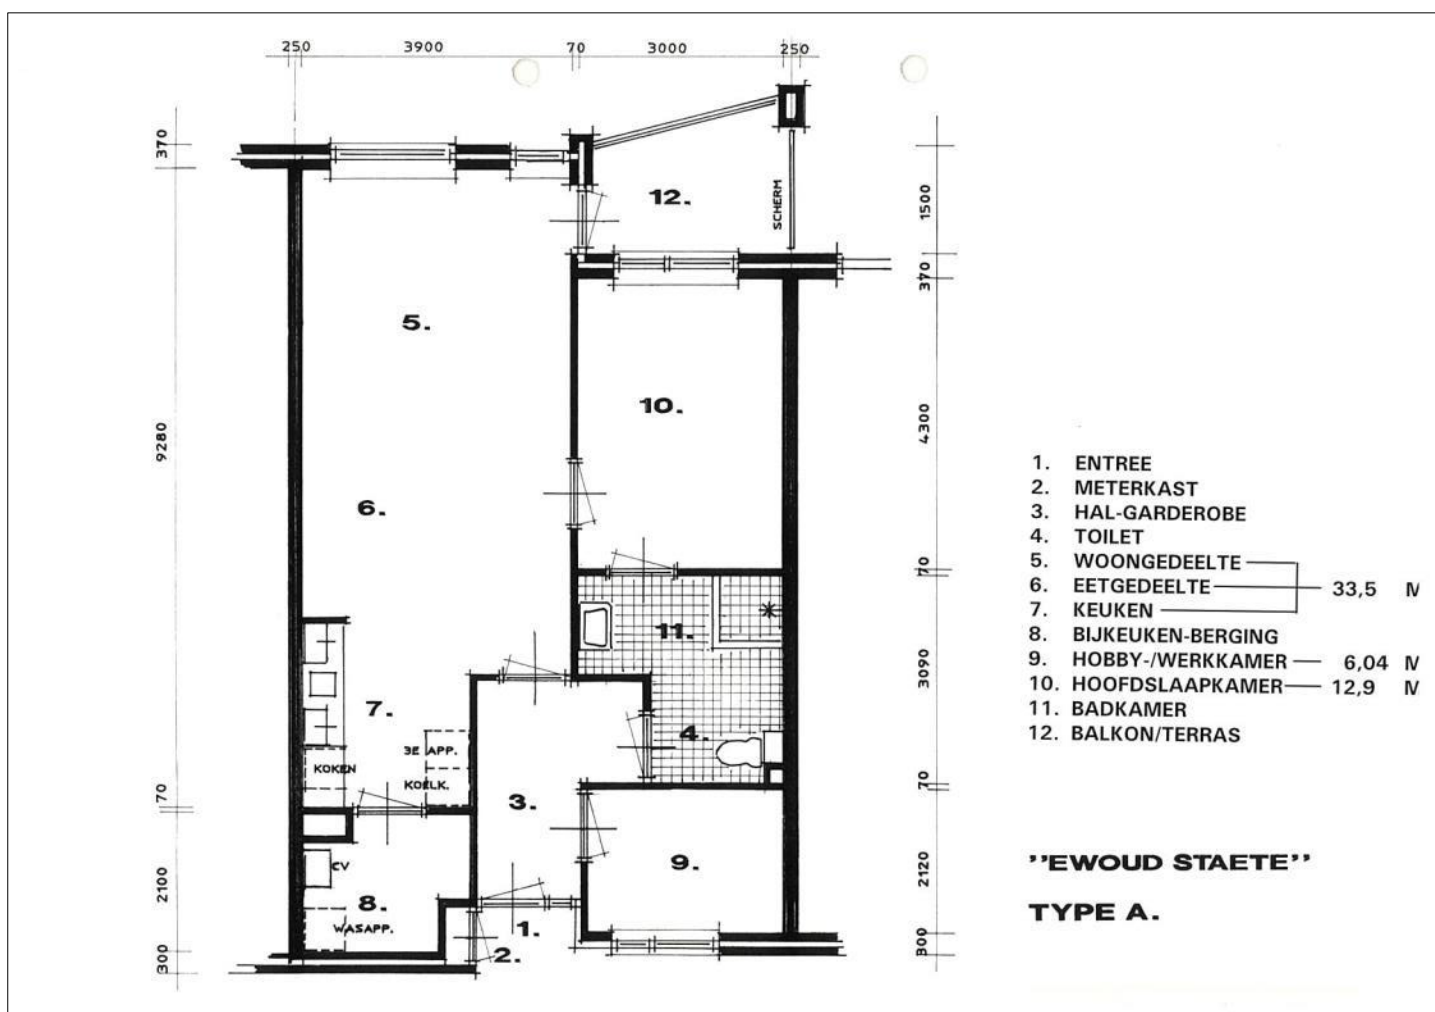 250 3900 70 3000 250
370
9280
70
2100
300
1500
370
4300
70
3090
70
2120
300
12.
SCHERM
5.
10.
6.
11.
7.
4.
3E APP.
KOKEN
KOELK.
3.
CV
9.
8.
WASAPP.
1.
2.
1. ENTREE
2. METERKAST
3. HAL-GARDEROBE
4. TOILET
5. WOONGEDEELTE
6. EETGEDEELTE 33,5
7. KEUKEN
8. BIJKEUKEN-BERGING
9. HOBBY-/WERKKAMER 6,04
10. HOOFDSLAAPKAMER 12,9
11. BADKAMER
12. BALKON/TERRAS
''EWOUD STAETE''
TYPE A.